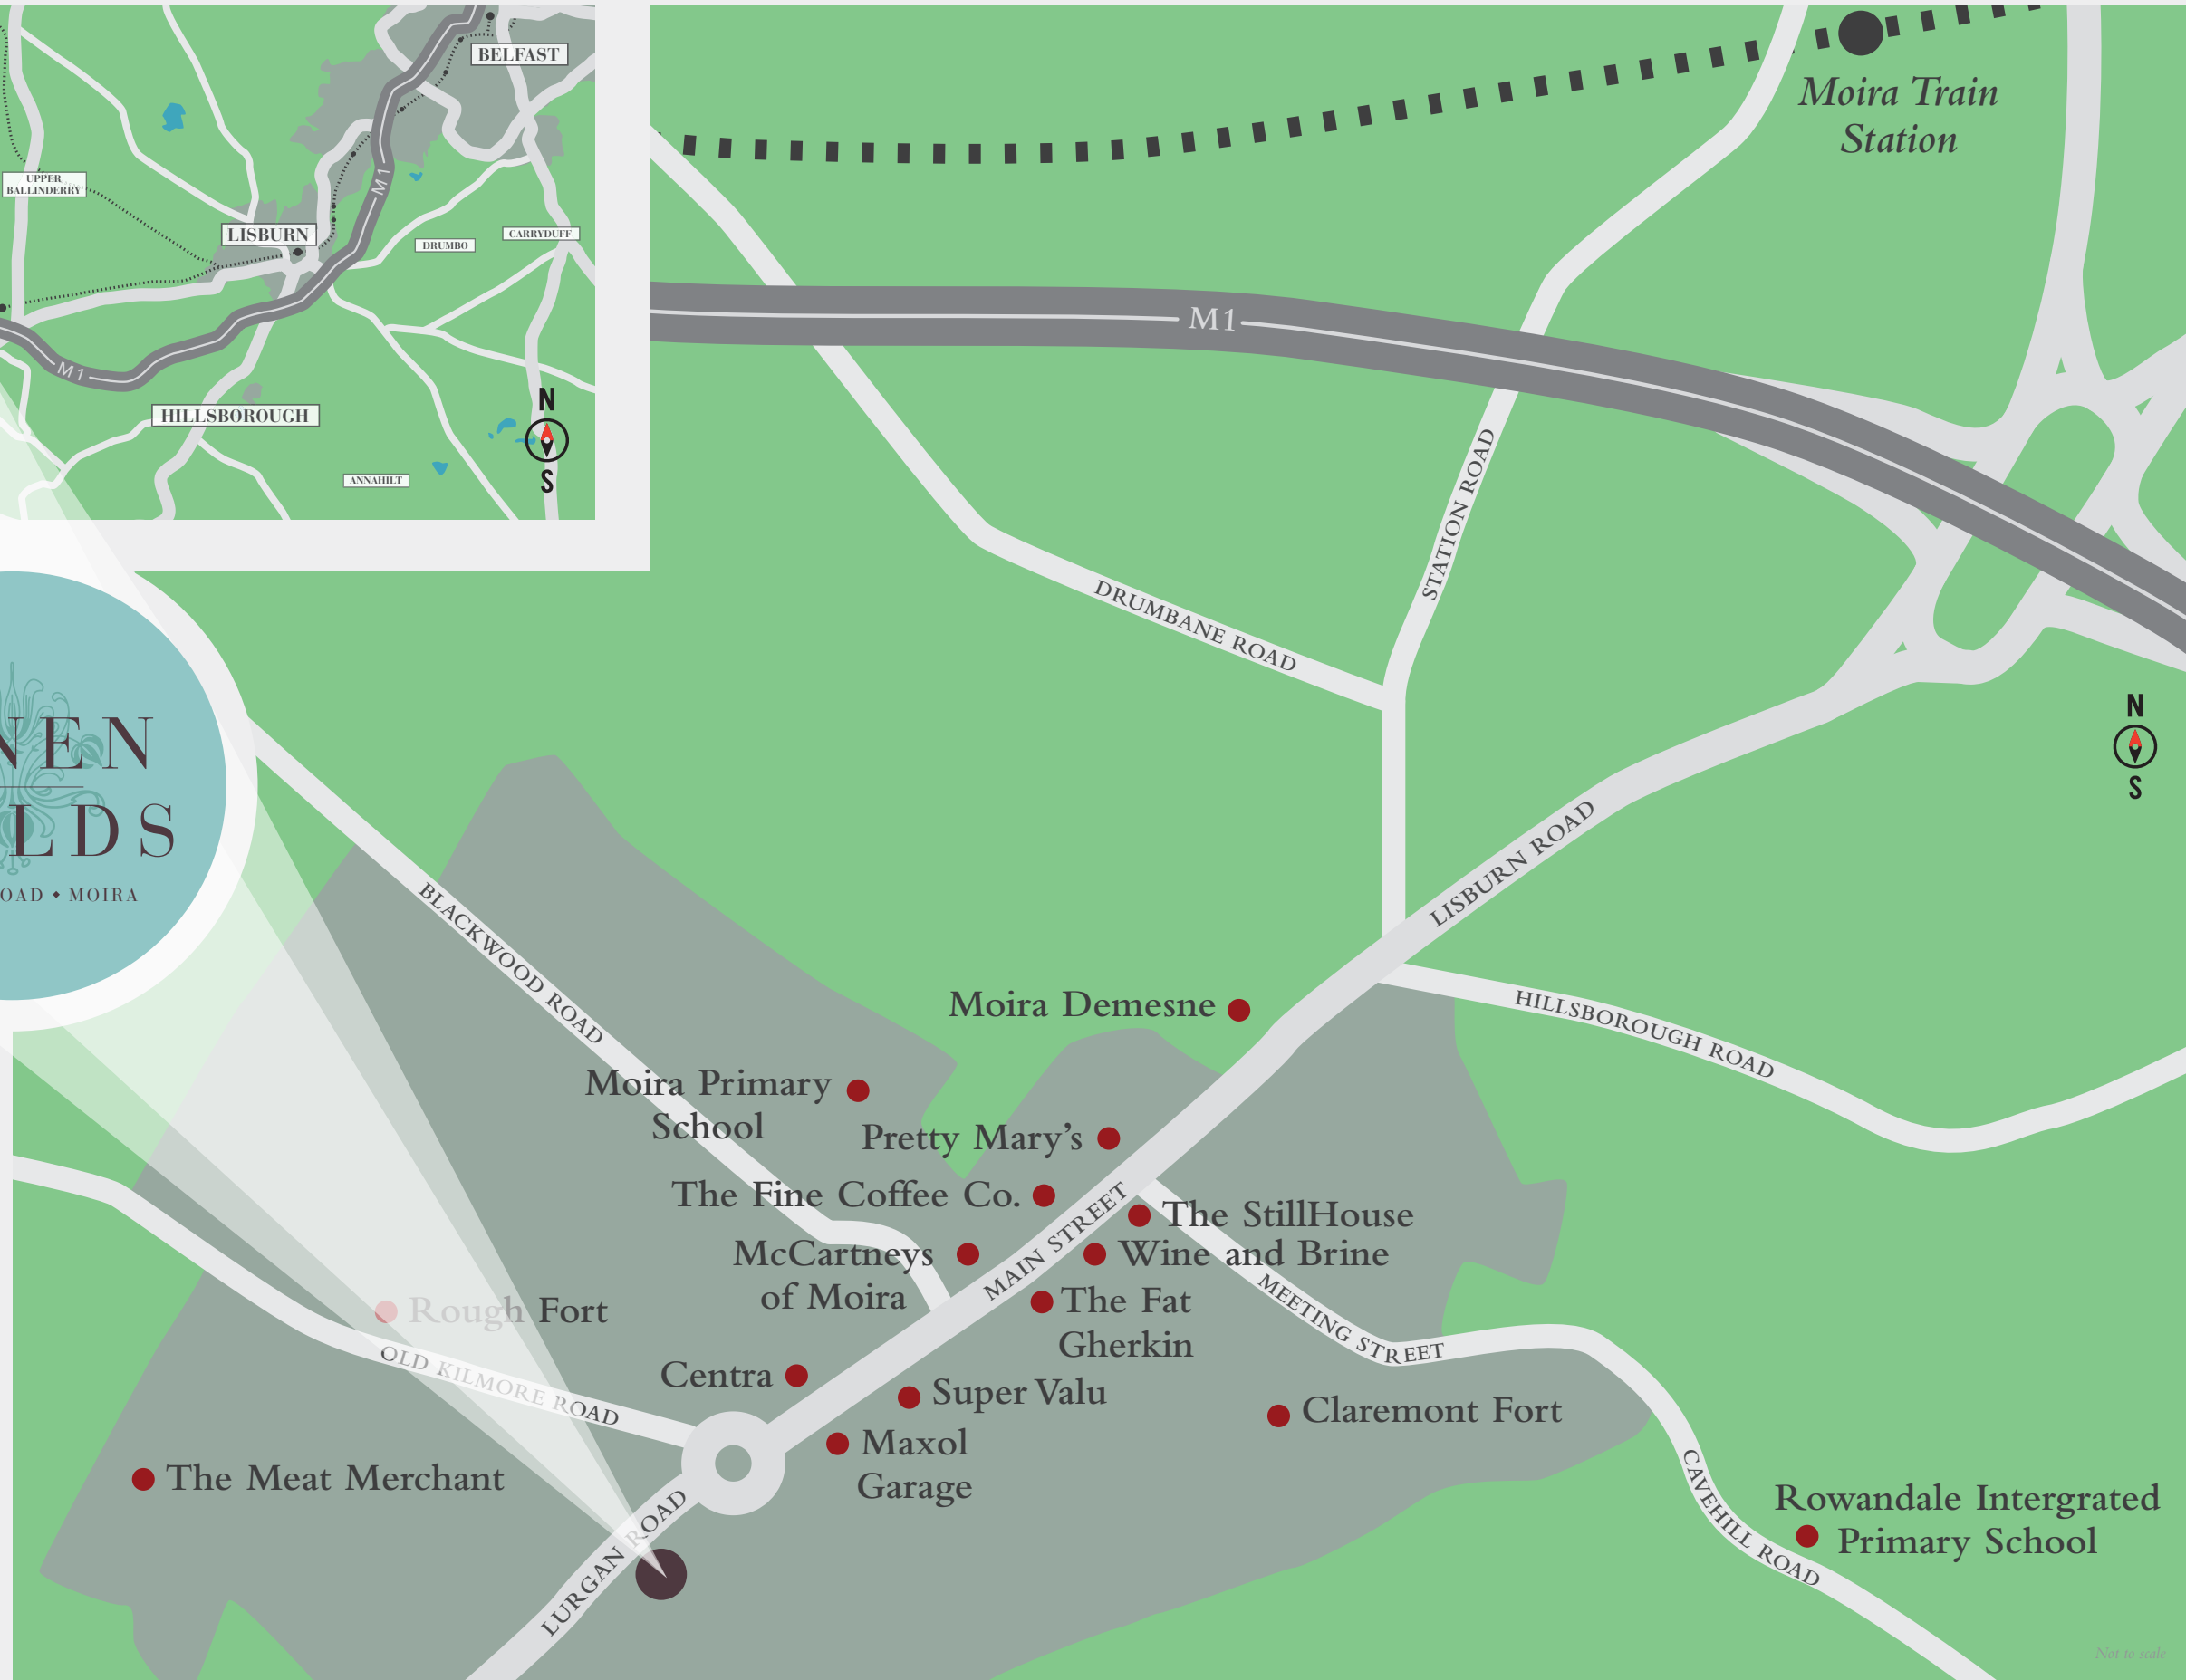 BELFAST
UPPER
BALLINDERRY
M1
LISBURN
DRUMBO
CARRYDUFF
M1
HILLSBOROUGH
ANNAHILT
N
S
Moira Train
Station
M1
STATION ROAD
DRUMBANE ROAD
N
S
NEN
LDS
OAD • MOIRA
LISBURN ROAD
BLACKWOOD ROAD
HILLSBOROUGH ROAD
Moira Demesne
Moira Primary
School
Pretty Mary's
The Fine Coffee Co.
MAIN STREET
The StillHouse
McCartneys
of Moira
Wine and Brine
MEETING STREET
The Fat
Gherkin
Rough Fort
OLD KILMORE ROAD
Centra
Super Valu
Claremont Fort
Maxol
Garage
The Meat Merchant
LURGAN ROAD
CAVEHILL ROAD
Rowandale Intergrated
Primary School
Not to scale